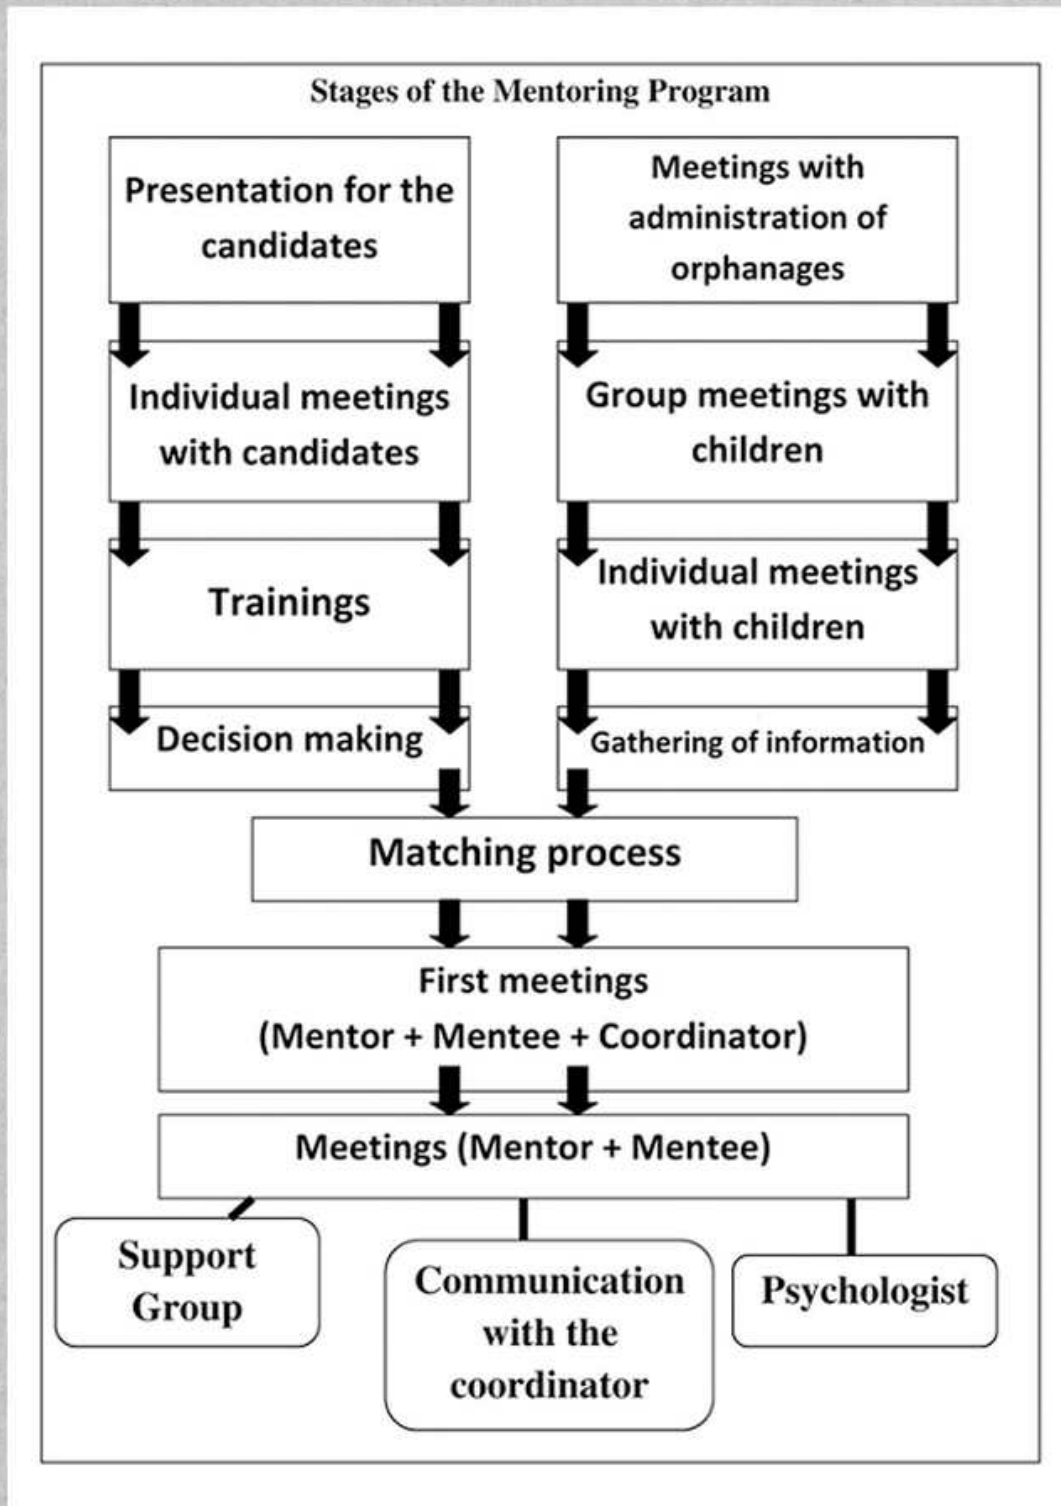 Stages of the Mentoring Program
Presentation for the
candidates
Meetings with
administration of
orphanages
Individual meetings
with candidates
Group meetings with
children
Trainings
Individual meetings
with children
Decision making
Gathering of information
Matching process
First meetings
(Mentor + Mentee + Coordinator)
Meetings (Mentor + Mentee)
Support
Group
Communication
with the
coordinator
Psychologist